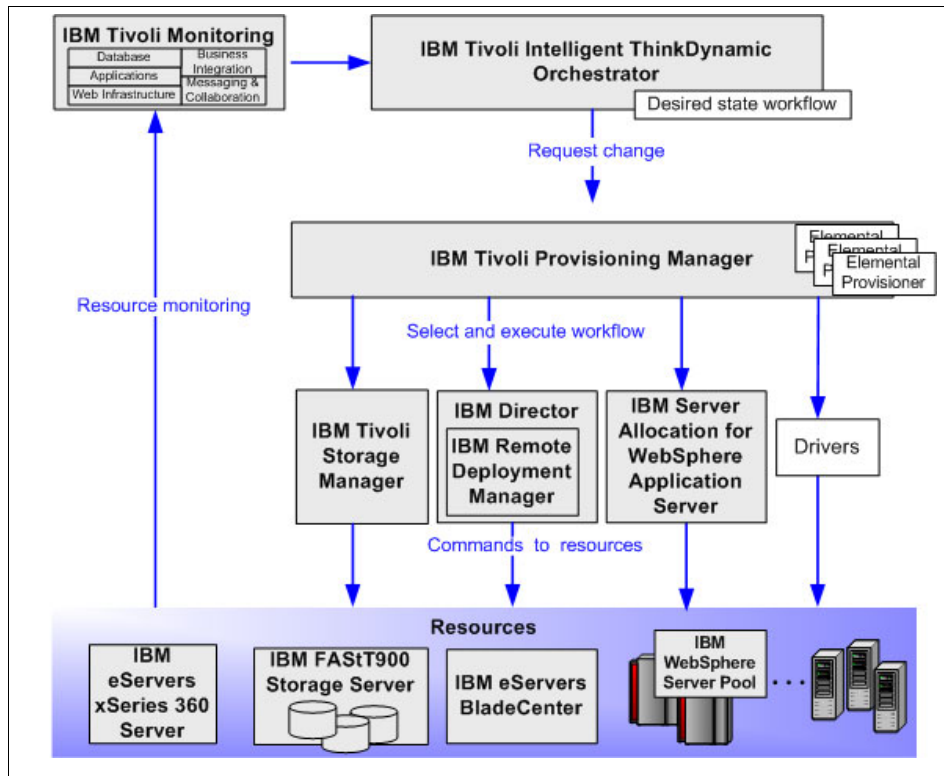 IBM Tivoli Monitoring
Database
Applications
Web Infrastructure
Business
Integration
Messaging &
Collaboration
IBM Tivoli Intelligent ThinkDynamic
Orchestrator
Desired state workflow
Request change
IBM Tivoli Provisioning Manager
Elemental
P
Elemental
P
Elemental
Provisioner
Resource monitoring
Select and execute workflow
IBM Tivoli
Storage
Manager
IBM Director
IBM Remote
Deployment
Manager
IBM Server
Allocation for
WebSphere
Application
Server
Drivers
Commands to resources
Resources
IBM
eServers
xSeries 360
Server
IBM FAStT900
Storage Server
IBM eServers
BladeCenter
IBM
WebSphere
Server Pool
...